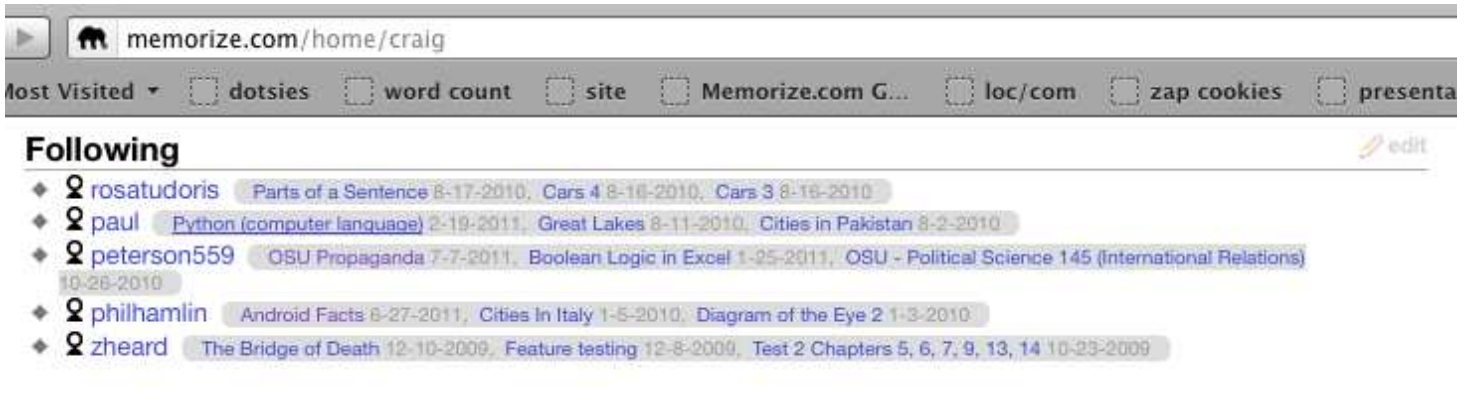 memorize.com/home/craig
Most Visited dotsies word count site Memorize.com G... loc/com zap cookies presenta
Following edit
rosatudoris Parts of a Sentence 8-17-2010, Cars 4 8-16-2010, Cars 3 8-16-2010
paul Python (computer language) 2-19-2011, Great Lakes 8-11-2010, Cities in Pakistan 8-2-2010
peterson559 OSU Propaganda 7-7-2011, Boolean Logic in Excel 1-25-2011, OSU - Political Science 145 (International Relations)
10-26-2010
philhamlin Android Facts 6-27-2011, Cities In Italy 1-5-2010, Diagram of the Eye 2 1-3-2010
zheard The Bridge of Death 12-10-2009, Feature testing 12-8-2009, Test 2 Chapters 5, 6, 7, 9, 13, 14 10-23-2009